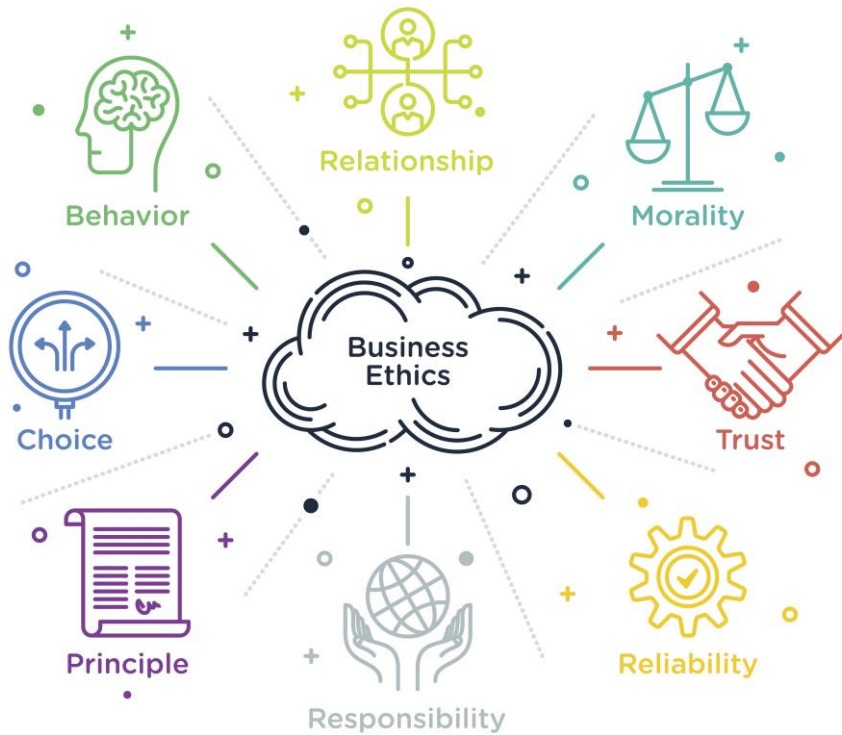 Relationship
Behavior
Morality
Business
Ethics
Choice
Trust
Principle
Reliability
Responsibility